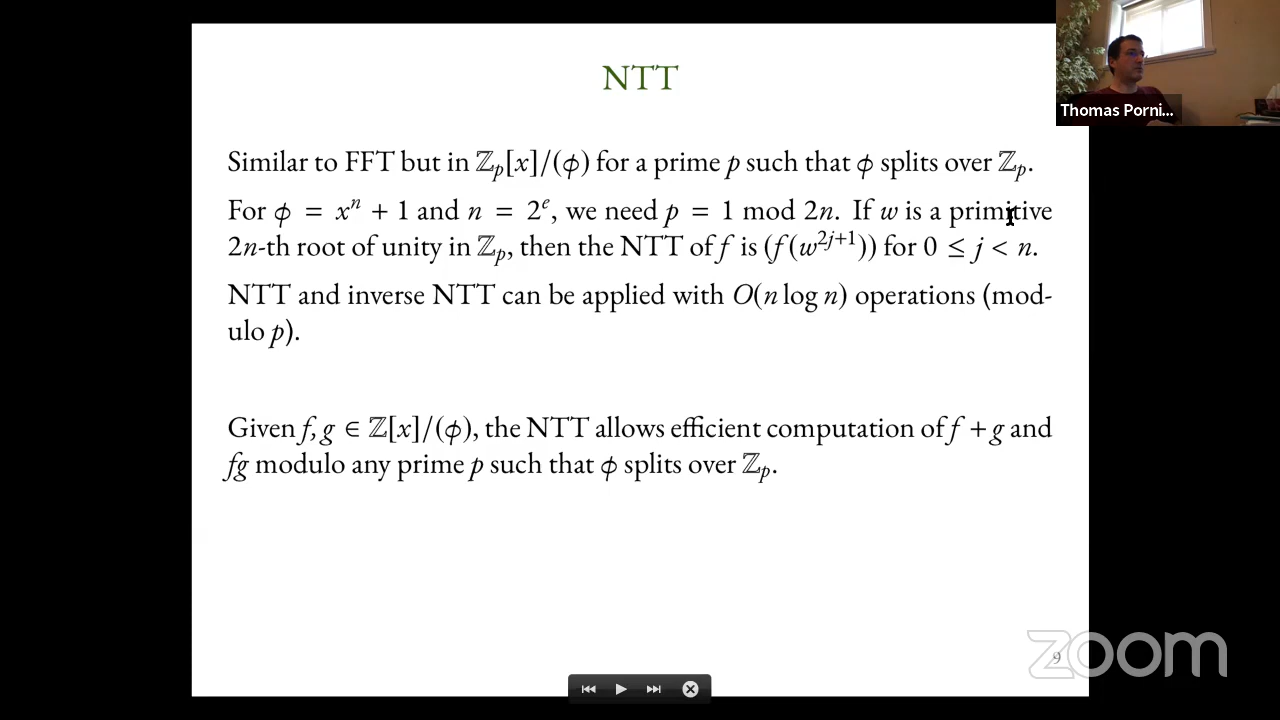 NTT
Thomas Porni...
Similar to FFT but in ℤ_p[x]/(ϕ) for a prime p such that ϕ splits over ℤ_p.
For ϕ = x^n + 1 and n = 2^e, we need p = 1 mod 2n. If w is a primitive
2n-th root of unity in ℤ_p, then the NTT of f is (f(w^{2j+1})) for 0 ≤ j < n.
NTT and inverse NTT can be applied with O(n log n) operations (mod-
ulo p).
Given f, g ∈ ℤ[x]/(ϕ), the NTT allows efficient computation of f + g and
fg modulo any prime p such that ϕ splits over ℤ_p.
9
zoom